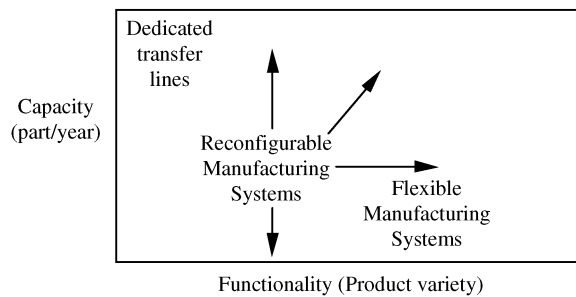 Dedicated
transfer
lines
Capacity
(part/year)
Reconfigurable
Manufacturing
Systems
Flexible
Manufacturing
Systems
Functionality (Product variety)